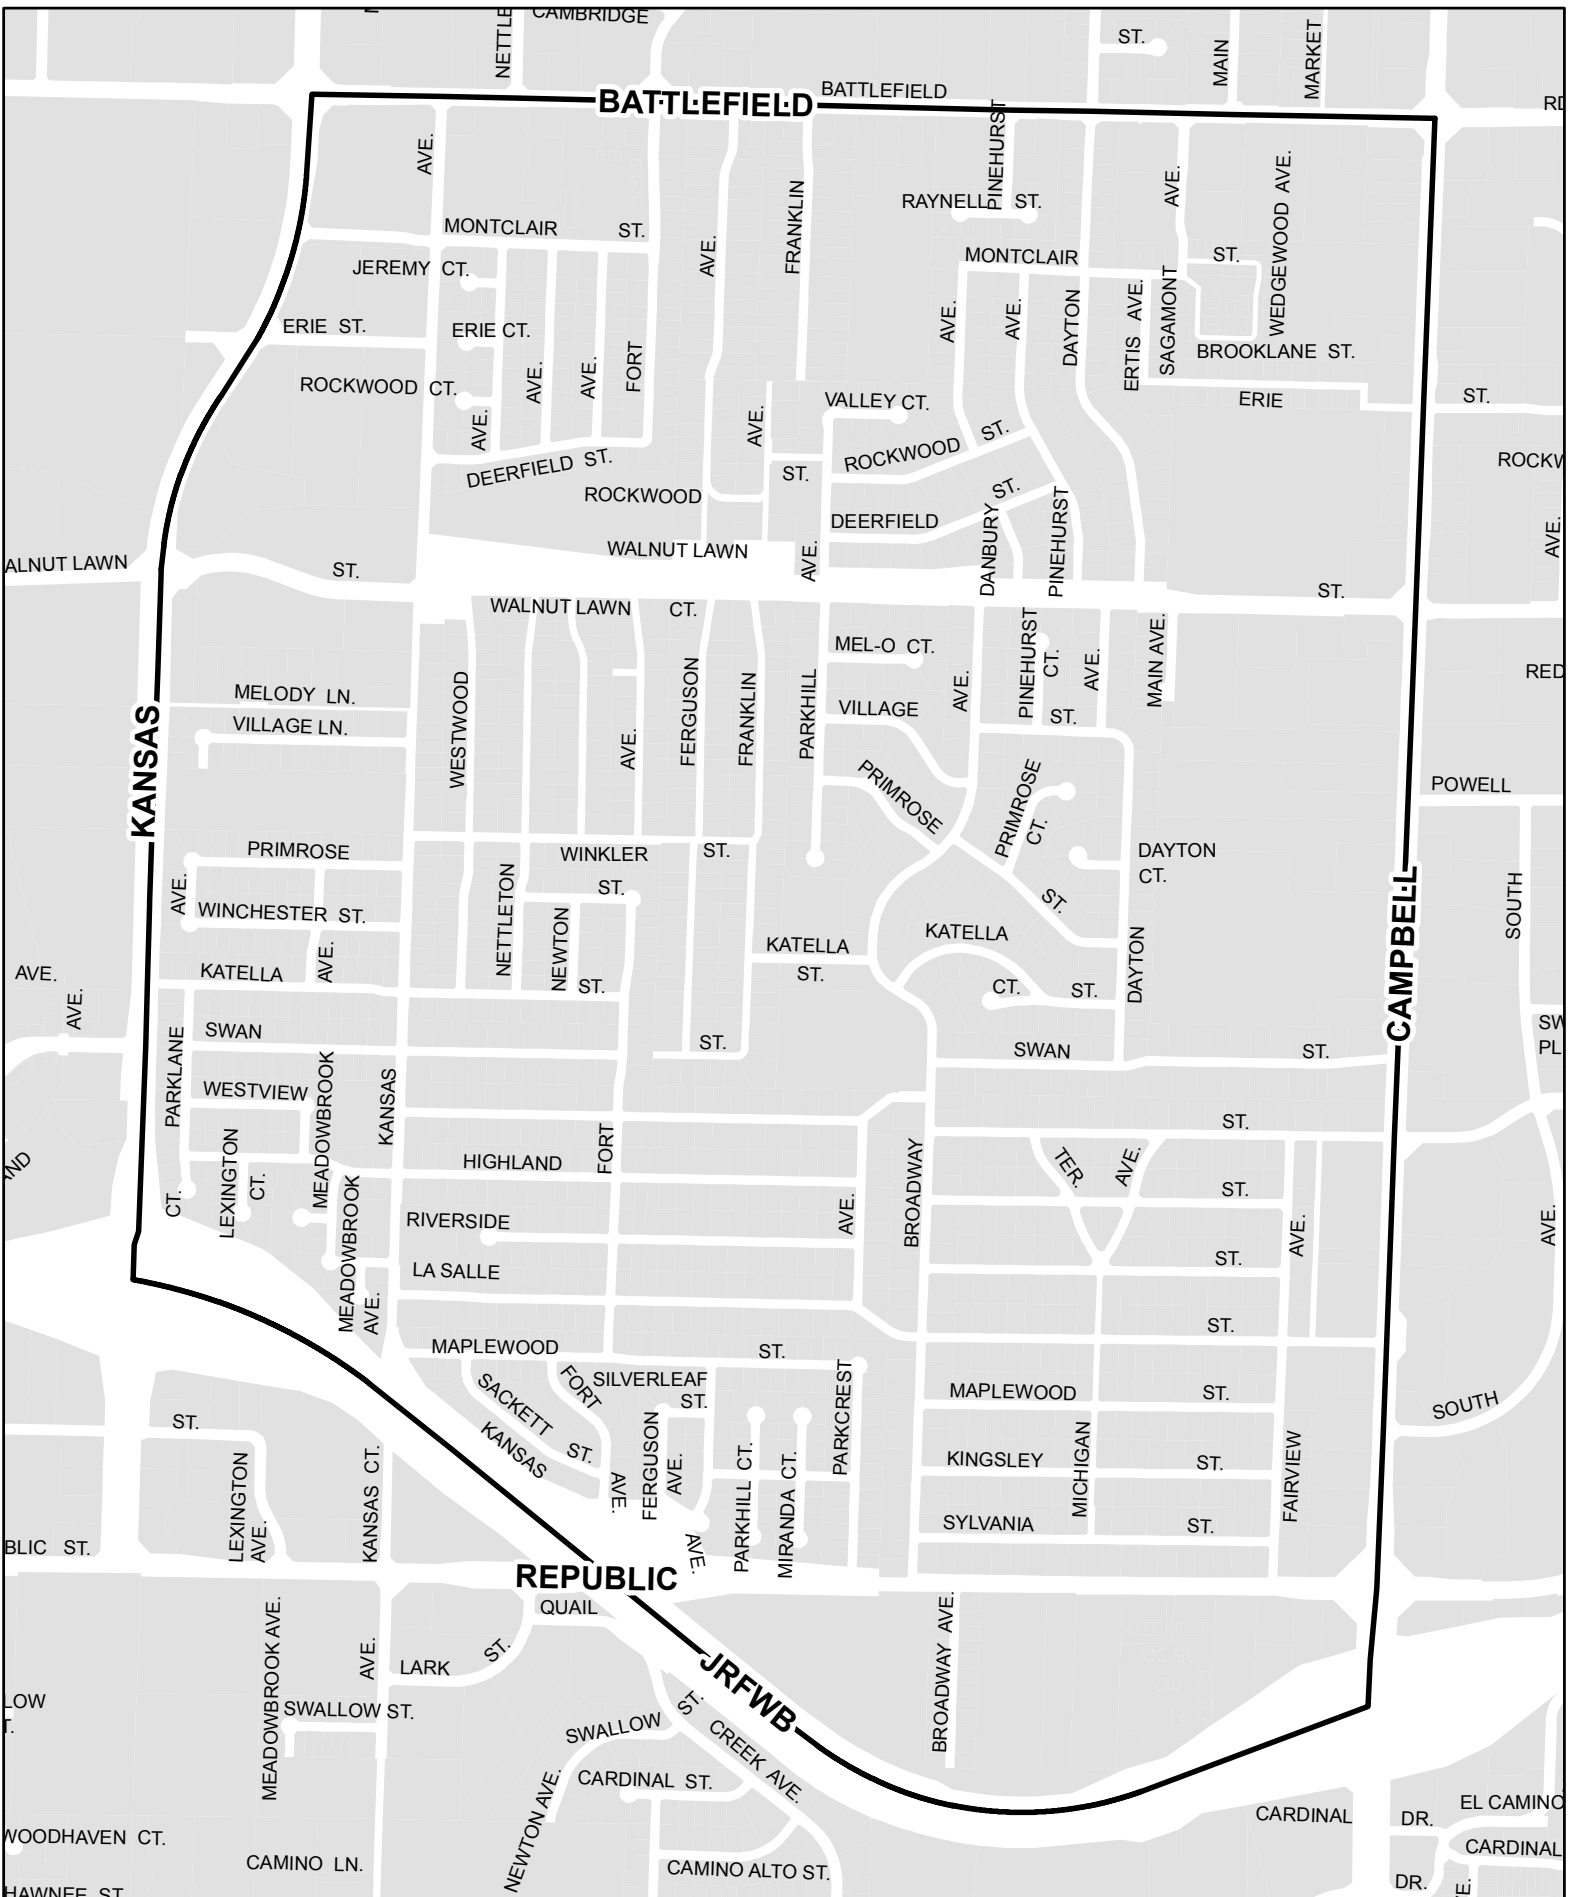 CAMBRIDGE
NETTLE
ST.
MAIN
MARKET
BATTLEFIELD
BATTLEFIELD
RD
AVE.
PINEHURST
RAYNELL ST.
AVE.
WEDGEWOOD AVE.
FRANKLIN
MONTCLAIR ST.
AVE.
JEREMY CT.
MONTCLAIR
ST.
ERIE ST.
ERIE CT.
AVE.
AVE.
DAYTON
ERTIS AVE.
SAGAMONT
BROOKLANE ST.
ROCKWOOD CT.
AVE.
AVE.
AVE.
FORT
VALLEY CT.
ERIE
ST.
AVE.
DEERFIELD ST.
ROCKWOOD
ST.
ROCKWOOD ST.
ROCKW
DEERFIELD ST.
DANBURY
PINEHURST
AVE.
ALNUT LAWN
ST.
WALNUT LAWN
AVE.
ST.
WALNUT LAWN CT.
MEL-O CT.
PINEHURST CT.
AVE.
AVE.
MAIN AVE.
RED
MELODY LN.
VILLAGE LN.
WESTWOOD
AVE.
FERGUSON
FRANKLIN
PARKHILL
VILLAGE
ST.
KANSAS
PRIMROSE
PRIMROSE
CT.
POWELL
PRIMROSE
WINKLER ST.
DAYTON
CT.
AVE.
WINCHESTER ST.
NETTLETON
NEWTON
ST.
ST.
SOUTH
CAMPBELL
AVE.
AVE.
KATELLA
AVE.
ST.
KATELLA
ST.
KATELLA
CT.
ST.
DAYTON
SWAN
ST.
SWAN
ST.
SW
PL
PARKLANE
CT.
WESTVIEW
MEADOWBROOK
KANSAS
LEXINGTON
CT.
HIGHLAND
FORT
AVE.
BROADWAY
TER.
AVE.
ST.
ST.
AVE.
AVE.
RIVERSIDE
MEADOWBROOK
AVE.
LA SALLE
ST.
ST.
MAPLEWOOD
ST.
SACKETT
ST.
FORT
AVE.
SILVERLEAF
ST.
PARKCREST
MAPLEWOOD
ST.
SOUTH
KANSAS
AVE.
FERGUSON
AVE.
PARKHILL CT.
MIRANDA CT.
KINGSLEY
ST.
MICHIGAN
FAIRVIEW
SYLVANIA
ST.
ST.
LEXINGTON
AVE.
KANSAS CT.
BLIC ST.
REPUBLIC
QUAIL
MEADOWBROOK AVE.
AVE.
LARK
ST.
BROADWAY AVE.
JRFWB
LOW
T.
SWALLOW ST.
SWALLOW
ST.
CREEK AVE.
CARDINAL ST.
NEWTON AVE.
CARDINAL
DR.
EL CAMINO
CARDINAL
DR.
WOODHAVEN CT.
CAMINO LN.
CAMINO ALTO ST.
HAWNEE ST.